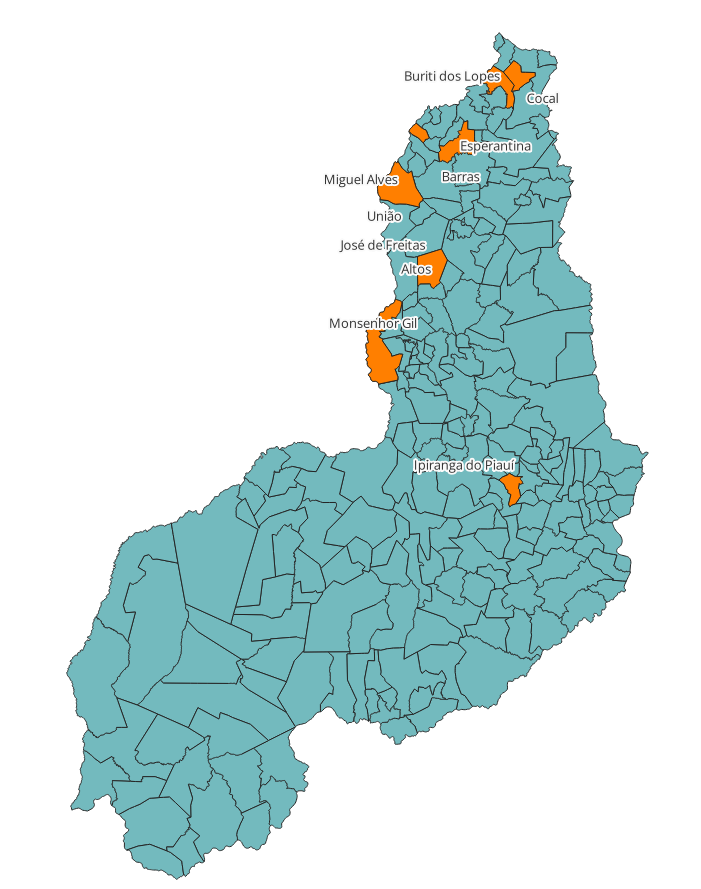 Buriti dos Lopes
Cocal
Esperantina
Barras
Miguel Alves
União
José de Freitas
Altos
Monsenhor Gil
Ipiranga do Piauí